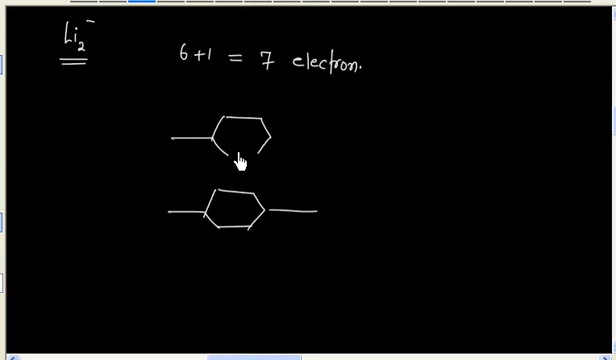 Li₂⁻
6+1 = 7 electron.